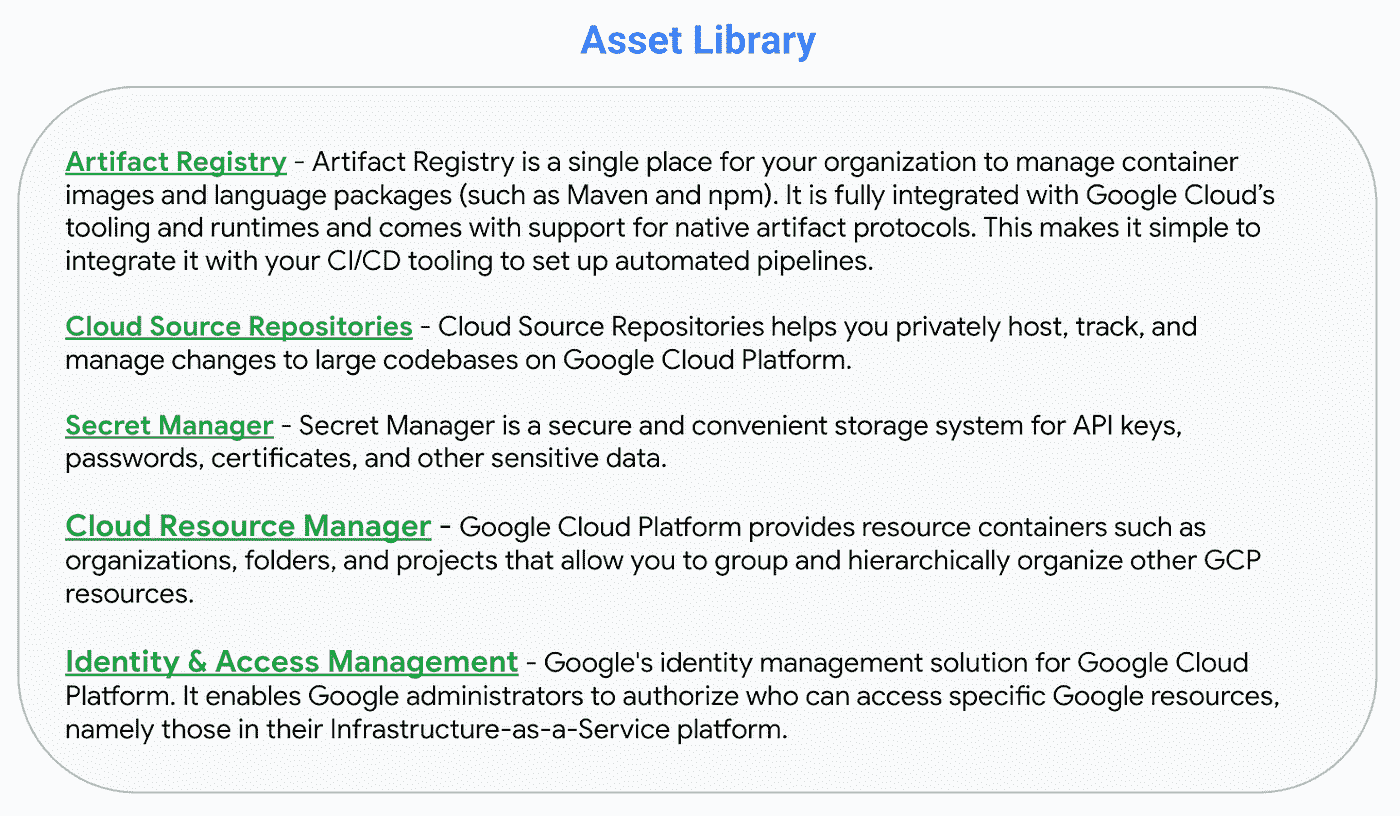 Asset Library
Artifact Registry - Artifact Registry is a single place for your organization to manage container
images and language packages (such as Maven and npm). It is fully integrated with Google Cloud’s
tooling and runtimes and comes with support for native artifact protocols. This makes it simple to
integrate it with your CI/CD tooling to set up automated pipelines.
Cloud Source Repositories - Cloud Source Repositories helps you privately host, track, and
manage changes to large codebases on Google Cloud Platform.
Secret Manager - Secret Manager is a secure and convenient storage system for API keys,
passwords, certificates, and other sensitive data.
Cloud Resource Manager - Google Cloud Platform provides resource containers such as
organizations, folders, and projects that allow you to group and hierarchically organize other GCP
resources.
Identity & Access Management - Google's identity management solution for Google Cloud
Platform. It enables Google administrators to authorize who can access specific Google resources,
namely those in their Infrastructure-as-a-Service platform.